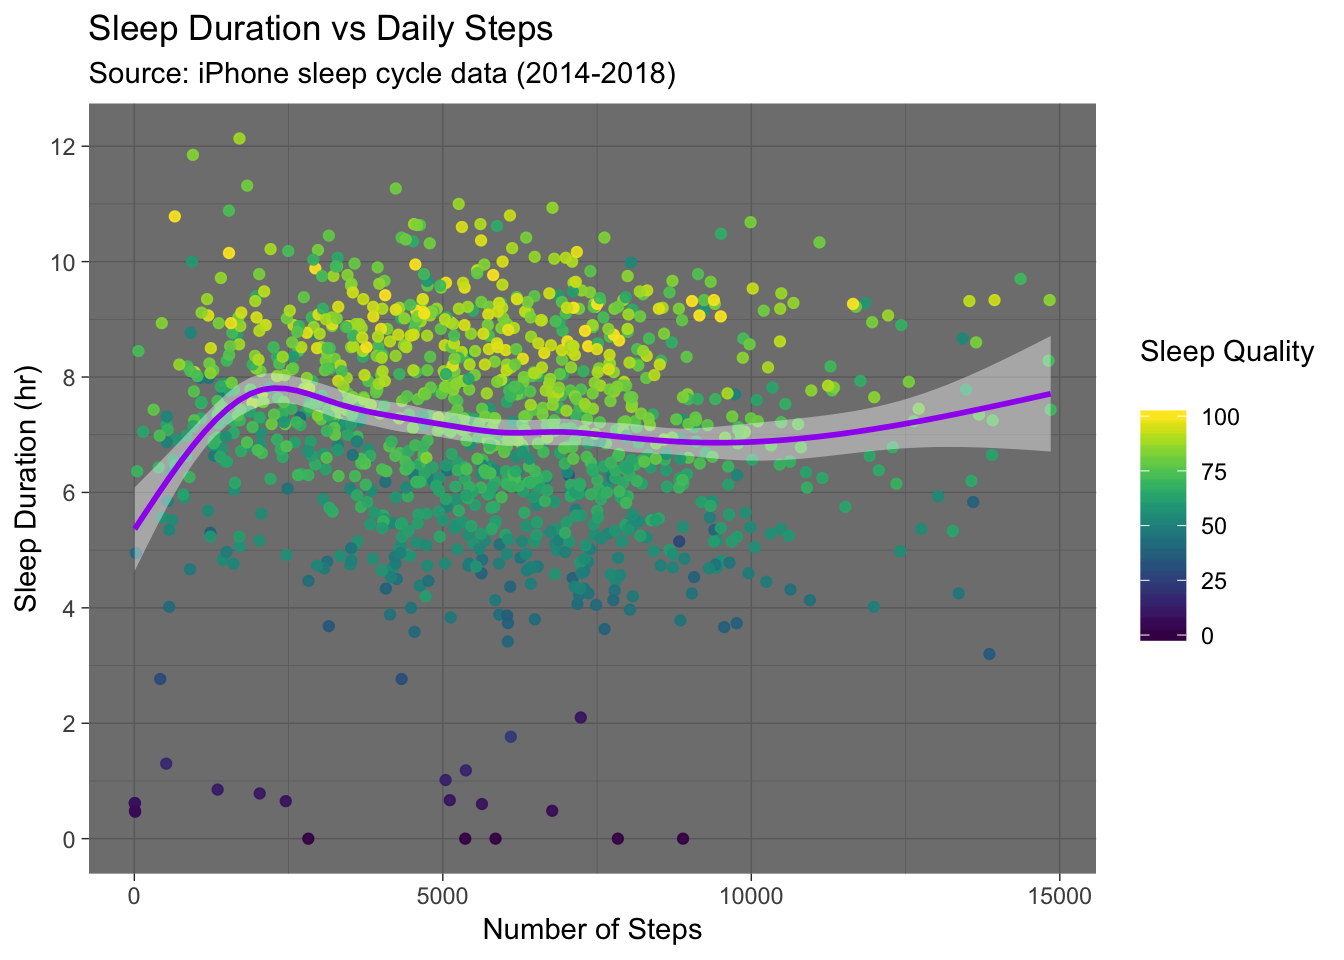 Sleep Duration vs Daily Steps
Source: iPhone sleep cycle data (2014-2018)
Sleep Duration (hr)
12
10
8
6
4
2
0
0 5000 10000 15000
Number of Steps
Sleep Quality
100
75
50
25
0